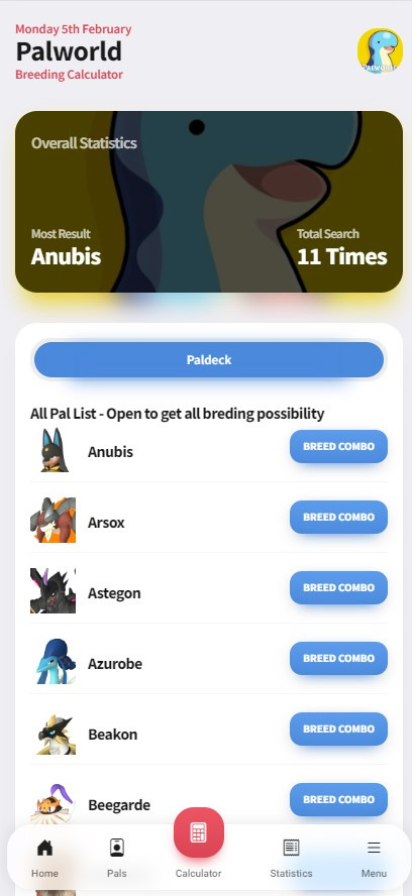 Monday 5th February
Palworld
Breeding Calculator
Overall Statistics
Most Result
Anubis
Total Search
11 Times
Paldeck
All Pal List - Open to get all breding possibility
Anubis
BREED COMBO
Arsox
BREED COMBO
Astegon
BREED COMBO
Azurobe
BREED COMBO
Beakon
BREED COMBO
Beegarde
BREED COMBO
Home
Pals
Calculator
Statistics
Menu